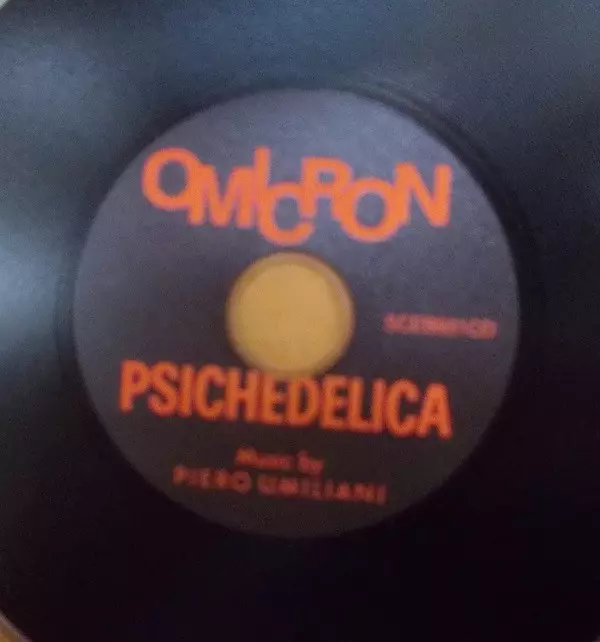 OMICRON
PSICHEDELICA
Music by
PIERO UMILIANI